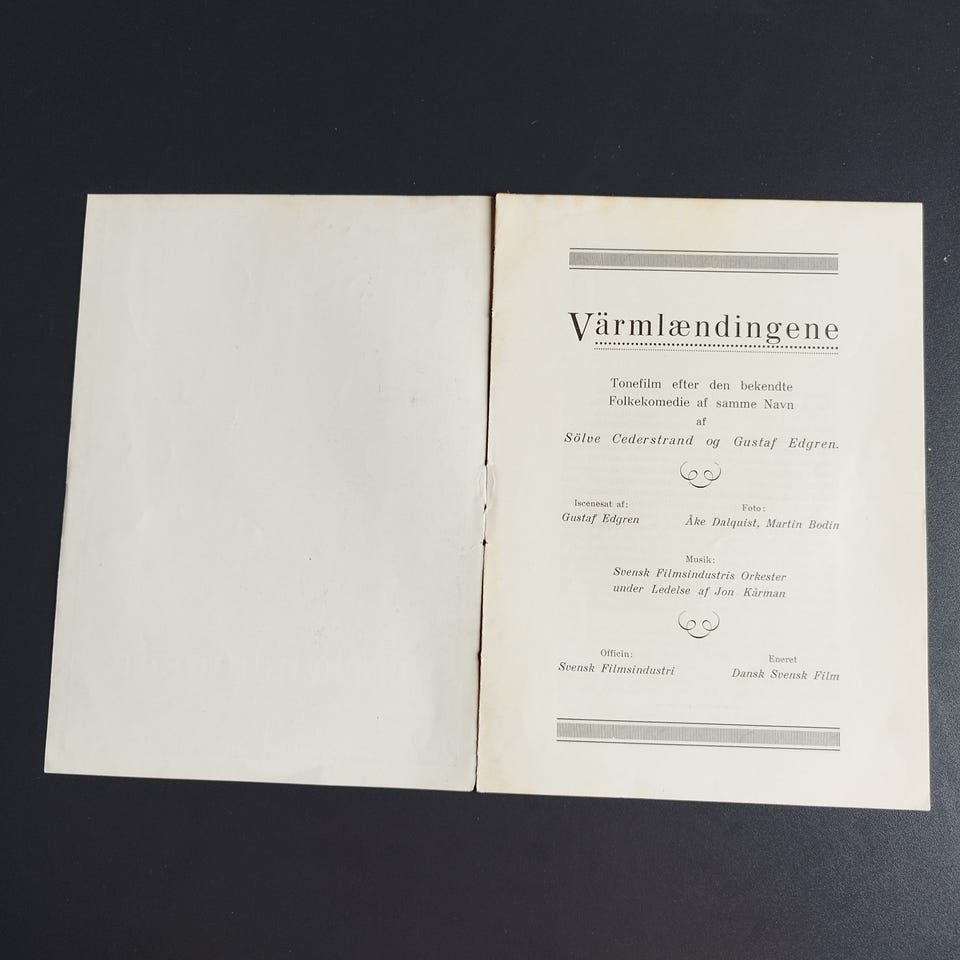 Värmlændingene
Tonefilm efter den bekendte
Folkekomedie af samme Navn
af
Sölve Cederstrand og Gustaf Edgren.
Iscenesat af:
Gustaf Edgren
Foto:
Åke Dalquist, Martin Bodin
Musik:
Svensk Filmsindustris Orkester
under Ledelse af Jon Kårman
Officin:
Svensk Filmsindustri
Eneret
Dansk Svensk Film